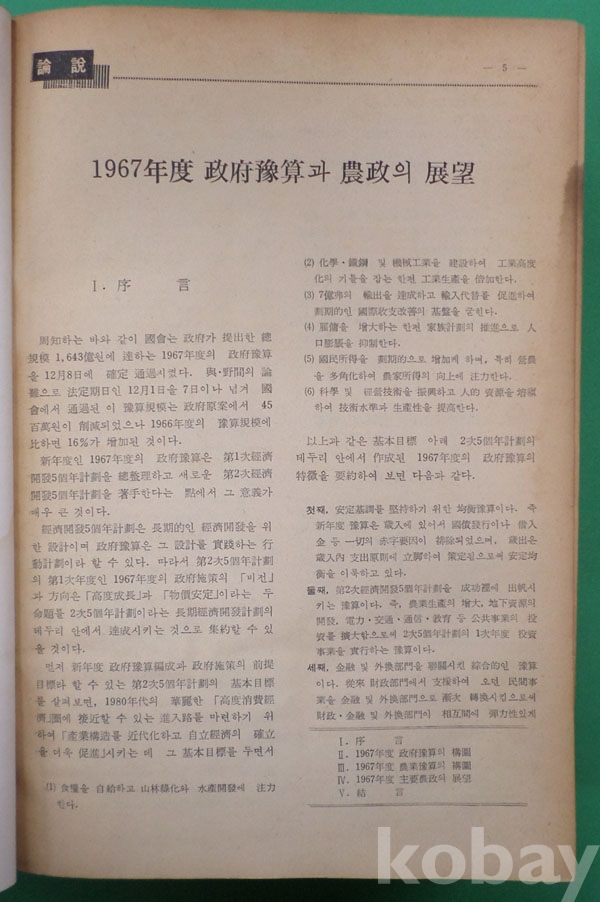 論說
— 5 —
1967年度 政府豫算과 農政의 展望
Ⅰ. 序 言
周知하는 바와 같이 國會는 政府가 提出한 總
規模 1,643億원에 達하는 1967年度의 政府豫算
을 12月8日에 確定 通過시켰다. 與·野間의 論
難으로 法定期日인 12月1日을 7日이나 넘겨 國
會에서 通過된 이 豫算規模는 政府原案에서 45
百萬원이 削減되었으나 1966年度의 豫算規模에
比하면 16%가 增加된 것이다.
新年度인 1967年度의 政府豫算은 第1次經濟
開發5個年計劃을 總整理하고 새로운 第2次經濟
開發5個年計劃을 著手한다는 點에서 그 意義가
매우 큰 것이다.
經濟開發5個年計劃은 長期的인 經濟開發을 위
한 設計이며 政府豫算은 그 設計를 實踐하는 行
動計劃이라 할 수 있다. 따라서 第2次5個年計劃
의 第1次年度인 1967年度의 政府施策의 「비전」
과 方向은 「高度成長」과 「物價安定」이라는 두
命題를 2次5個年計劃이라는 長期經濟開發計劃의
테두리 안에서 達成시키는 것으로 集約할 수 있
을 것이다.
먼저 新年度 政府豫算編成과 政府施策의 前提
目標라 할 수 있는 第2次5個年計劃의 基本目標
를 살펴보면, 1980年代의 華麗한 「高度消費經
濟」圈에 接近할 수 있는 進入路를 마련하기 위
하여 「產業構造를 近代化하고 自立經濟의 確立
을 더욱 促進」시키는 데 그 基本目標를 두면서
(1) 食糧을 自給하고 山林綠化와 水產開發에 注力
한다.
(2) 化學·鐵鋼 및 機械工業을 建設하여 工業高度
化의 기틀을 잡는 한편 工業生產을 倍加한다.
(3) 7億弗의 輸出을 達成하고 輸入代替를 促進하여
劃期的인 國際收支改善의 基盤을 굳힌다.
(4) 雇傭을 增大하는 한편 家族計劃의 推進으로 人
口膨脹을 抑制한다.
(5) 國民所得을 劃期的으로 增加케 하며, 특히 營農
을 多角化하여 農家所得의 向上에 注力한다.
(6) 科學 및 經營技術을 振興하고 人的 資源을 培養
하여 技術水準과 生產性을 提高한다.
以上과 같은 基本目標 아래 2次5個年計劃의
테두리 안에서 作成된 1967年度의 政府豫算의
特徵을 要約하여 보면 다음과 같다.
첫째, 安定基調를 堅持하기 위한 均衡豫算이다. 즉
新年度 豫算은 歲入에 있어서 國債發行이나 借入
金 等 一切의 赤字要因이 排除되었으며, 歲出은
歲入內 支出原則에 立脚하여 策定됨으로써 安定均
衡을 이룩하고 있다.
둘째, 第2次經濟開發5個年計劃을 成功裡에 出帆시
키는 豫算이다. 즉, 農業生產의 增大, 地下資源의
開發, 電力·交通·通信·教育 等 公共事業의 投
資를 擴大함으로써 2次5個年計劃의 1次年度 投資
事業을 實行하는 豫算이다.
세째, 金融 및 外換部門을 聯關시킨 綜合的인 豫算
이다. 從來 財政部門에서 支援하여 오던 民間事
業을 金融 및 外換部門으로 漸次 轉換시킴으로써
財政·金融 및 外換部門이 相互間에 彈力性있게
Ⅰ. 序 言
Ⅱ. 1967年度 政府豫算의 構圖
Ⅲ. 1967年度 農業豫算의 構圖
Ⅳ. 1967年度 主要農政의 展望
Ⅴ. 結 言
kobay